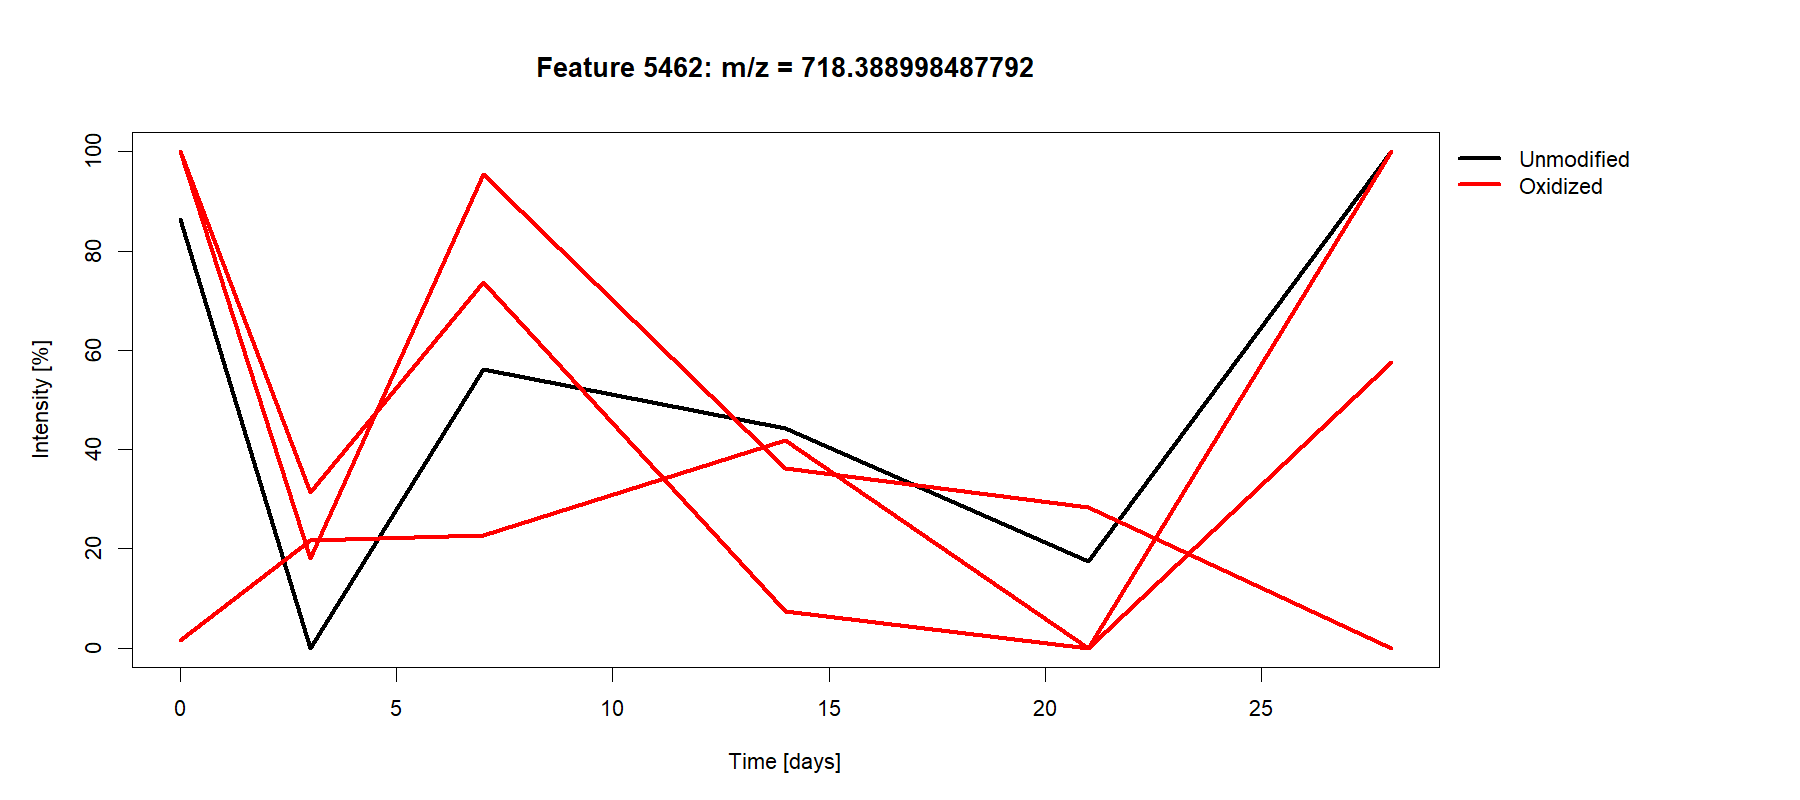 Feature 5462: m/z = 718.388998487792
Unmodified
Oxidized
Intensity [%]
100
80
60
40
20
0
0 5 10 15 20 25
Time [days]